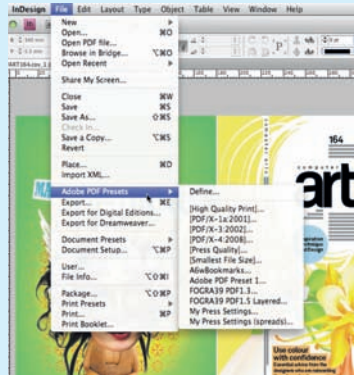 InDesign File Edit Layout Type Object Table View Window Help
New
Open... ⌘O
Open PDF file...
Browse in Bridge... ⌥⌘O
Open Recent
Share My Screen...
Close ⌘W
Save ⌘S
Save As... ⇧⌘S
Check In...
Save a Copy... ⌥⌘S
Revert
Place... ⌘D
Import XML...
Adobe PDF Presets
Export... ⌘E
Export for Digital Editions...
Export for Dreamweaver...
Document Presets
Document Setup... ⌥⌘P
User...
File Info... ⌥⇧⌘I
Package... ⌥⇧⌘P
Print Presets
Print... ⌘P
Print Booklet...
Define...
[High Quality Print]...
[PDF/X-1a:2001]...
[PDF/X-3:2002]...
[PDF/X-4:2008]...
[Press Quality]...
[Smallest File Size]...
A6wBookmarks...
Adobe PDF Preset 1...
FOGRA39 PDF1.3...
FOGRA39 PDF1.5 Layered...
My Press Settings...
My Press Settings (spreads)...
164
computer
art
Use colour
with confidence